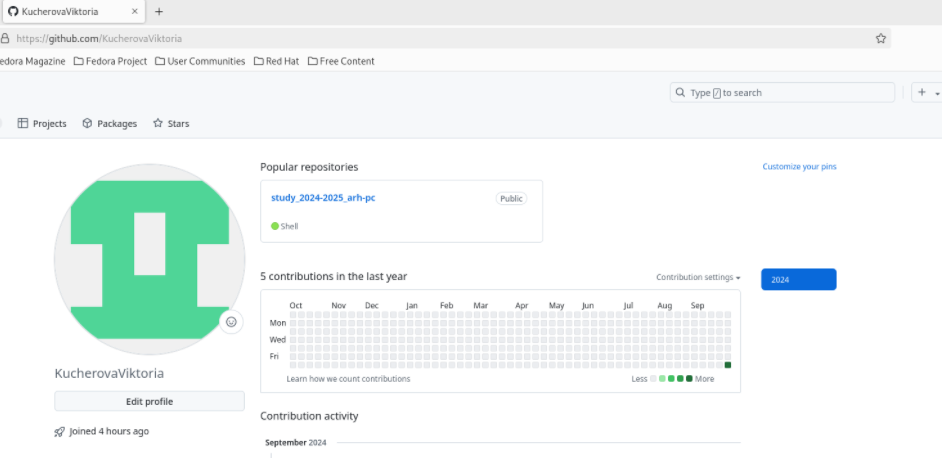 KucherovaViktoria
https://github.com/KucherovaViktoria
edora Magazine Fedora Project User Communities Red Hat Free Content
Type / to search
Projects Packages Stars
Popular repositories
Customize your pins
study_2024-2025_arh-pc Public
Shell
5 contributions in the last year
Contribution settings
2024
Oct Nov Dec Jan Feb Mar Apr May Jun Jul Aug Sep
Mon
Wed
Fri
Learn how we count contributions
Less More
KucherovaViktoria
Edit profile
Joined 4 hours ago
Contribution activity
September 2024